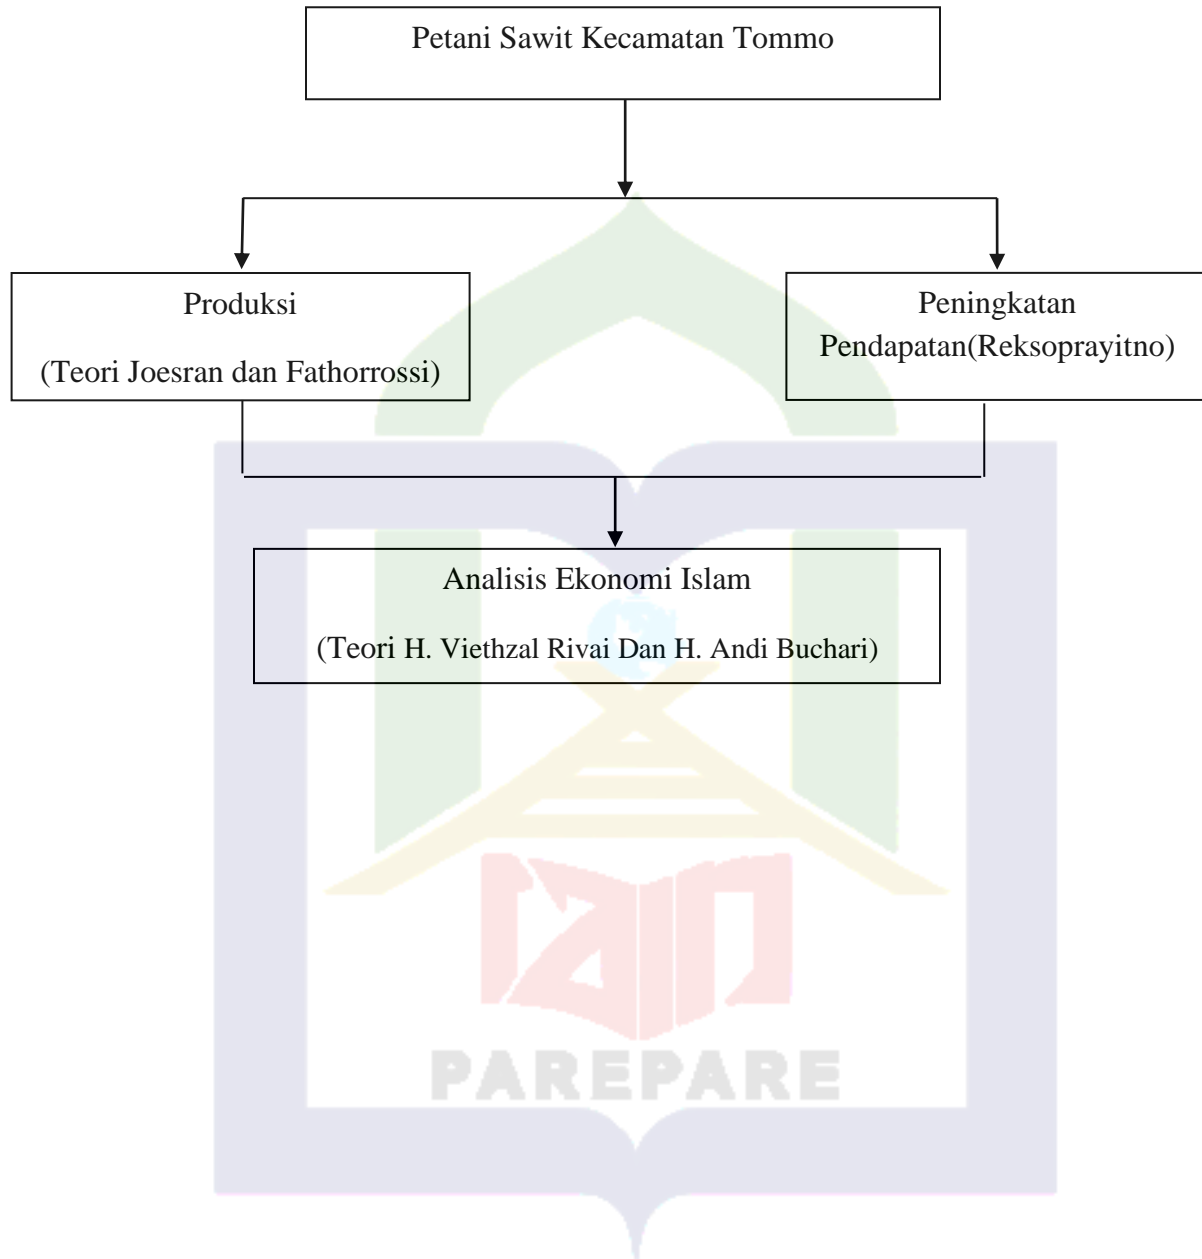 Petani Sawit Kecamatan Tommo
Produksi
(Teori Joesran dan Fathorrossi)
Peningkatan
Pendapatan(Reksoprayitno)
Analisis Ekonomi Islam
(Teori H. Viethzal Rivai Dan H. Andi Buchari)
iain
PAREPARE